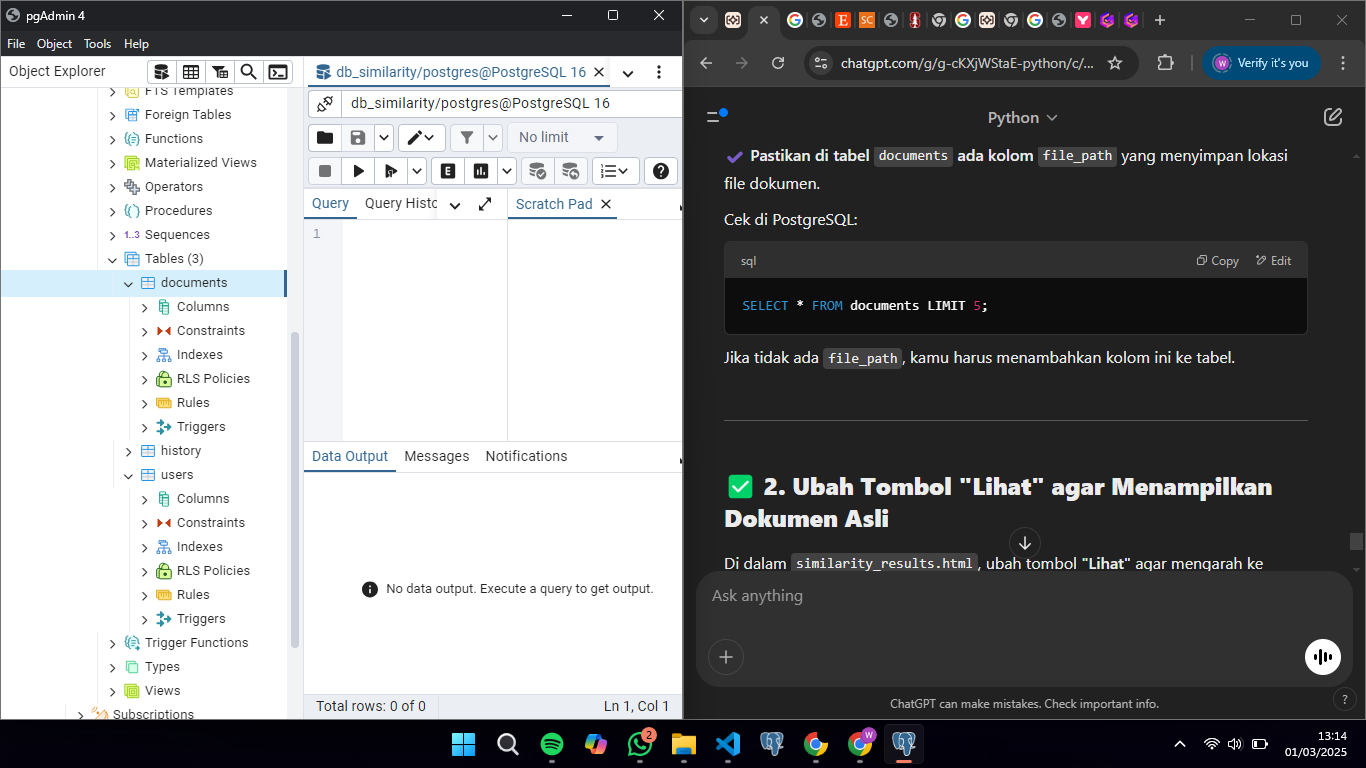 pgAdmin 4
File Object Tools Help
Object Explorer
FTS Templates
Foreign Tables
Functions
Materialized Views
Operators
Procedures
1..3 Sequences
Tables (3)
documents
Columns
Constraints
Indexes
RLS Policies
Rules
Triggers
history
users
Columns
Constraints
Indexes
RLS Policies
Rules
Triggers
Trigger Functions
Types
Views
Subscriptions
db_similarity/postgres@PostgreSQL 16
db_similarity/postgres@PostgreSQL 16
No limit
E
Query Query Histo
Scratch Pad
1
Data Output Messages Notifications
No data output. Execute a query to get output.
Total rows: 0 of 0 Ln 1, Col 1
E SC
chatgpt.com/g/g-cKXjWStaE-python/c/...
W Verify it's you
Python
Pastikan di tabel documents ada kolom file_path yang menyimpan lokasi
file dokumen.
Cek di PostgreSQL:
sql Copy Edit
SELECT * FROM documents LIMIT 5;
Jika tidak ada file_path, kamu harus menambahkan kolom ini ke tabel.
2. Ubah Tombol "Lihat" agar Menampilkan
Dokumen Asli
Di dalam similarity_results.html, ubah tombol "Lihat" agar mengarah ke
Ask anything
ChatGPT can make mistakes. Check important info.
?
2
W
13:14
01/03/2025